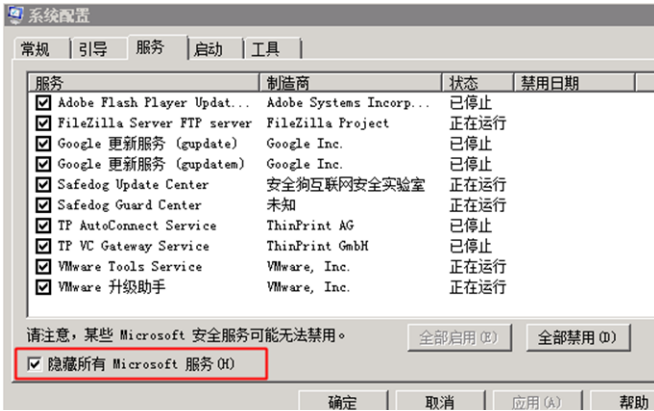 系统配置
常规 引导 服务 启动 工具
服务 制造商 状态 禁用日期
Adobe Flash Player Updat... Adobe Systems Incorp... 已停止
FileZilla Server FTP server FileZilla Project 正在运行
Google 更新服务 (gupdate) Google Inc. 已停止
Google 更新服务 (gupdatem) Google Inc. 已停止
Safedog Update Center 安全狗互联网安全实验室 正在运行
Safedog Guard Center 未知 正在运行
TP AutoConnect Service ThinPrint AG 已停止
TP VC Gateway Service ThinPrint GmbH 已停止
VMware Tools Service VMware, Inc. 正在运行
VMware 升级助手 VMware, Inc. 正在运行
请注意，某些 Microsoft 安全服务可能无法禁用。
全部启用(E) 全部禁用(D)
隐藏所有 Microsoft 服务(H)
确定 取消 应用(A) 帮助